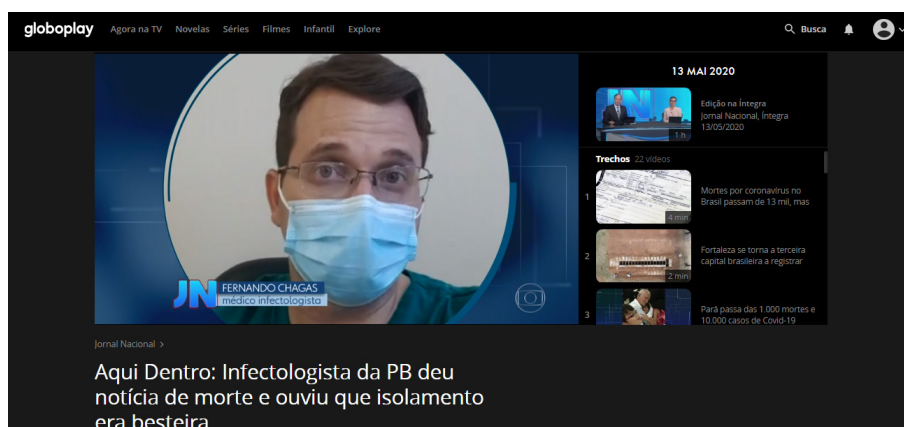 globoplay Agora na TV Novelas Séries Filmes Infantil Explore Busca
13 MAI 2020
Edição na Íntegra
Jornal Nacional, Íntegra
13/05/2020
1 h
Trechos 22 vídeos
1
Mortes por coronavírus no
Brasil passam de 13 mil, mas
4 min
2
Fortaleza se torna a terceira
capital brasileira a registrar
2 min
3
Pará passa das 1.000 mortes e
10.000 casos de Covid-19
JN FERNANDO CHAGAS
médico infectologista
Jornal Nacional >
Aqui Dentro: Infectologista da PB deu
notícia de morte e ouviu que isolamento
era besteira